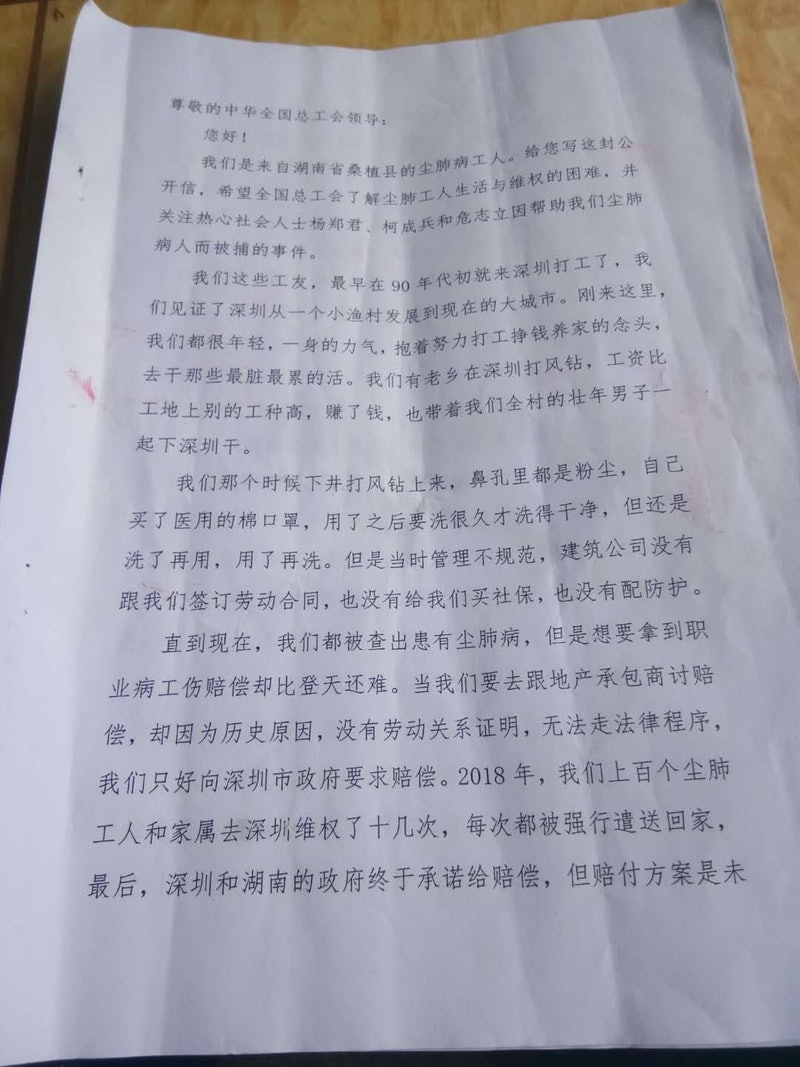 尊敬的中华全国总工会领导：
您好！
我们是来自湖南省桑植县的尘肺病工人。给您写这封公
开信，希望全国总工会了解尘肺工人生活与维权的困难，并
关注热心社会人士杨郑君、柯成兵和危志立因帮助我们尘肺
病人而被捕的事件。
我们这些工友，最早在 90 年代初就来深圳打工了，我
们见证了深圳从一个小渔村发展到现在的大城市。刚来这里，
我们都很年轻，一身的力气，抱着努力打工挣钱养家的念头，
去干那些最脏最累的活。我们有老乡在深圳打风钻，工资比
工地上别的工种高，赚了钱，也带着我们全村的壮年男子一
起下深圳干。
我们那个时候下井打风钻上来，鼻孔里都是粉尘，自己
买了医用的棉口罩，用了之后要洗很久才洗得干净，但还是
洗了再用，用了再洗。但是当时管理不规范，建筑公司没有
跟我们签订劳动合同，也没有给我们买社保，也没有配防护。
直到现在，我们都被查出患有尘肺病，但是想要拿到职
业病工伤赔偿却比登天还难。当我们要去跟地产承包商讨赔
偿，却因为历史原因，没有劳动关系证明，无法走法律程序，
我们只好向深圳市政府要求赔偿。2018 年，我们上百个尘肺
工人和家属去深圳维权了十几次，每次都被强行遣送回家，
最后，深圳和湖南的政府终于承诺给赔偿，但赔付方案是未